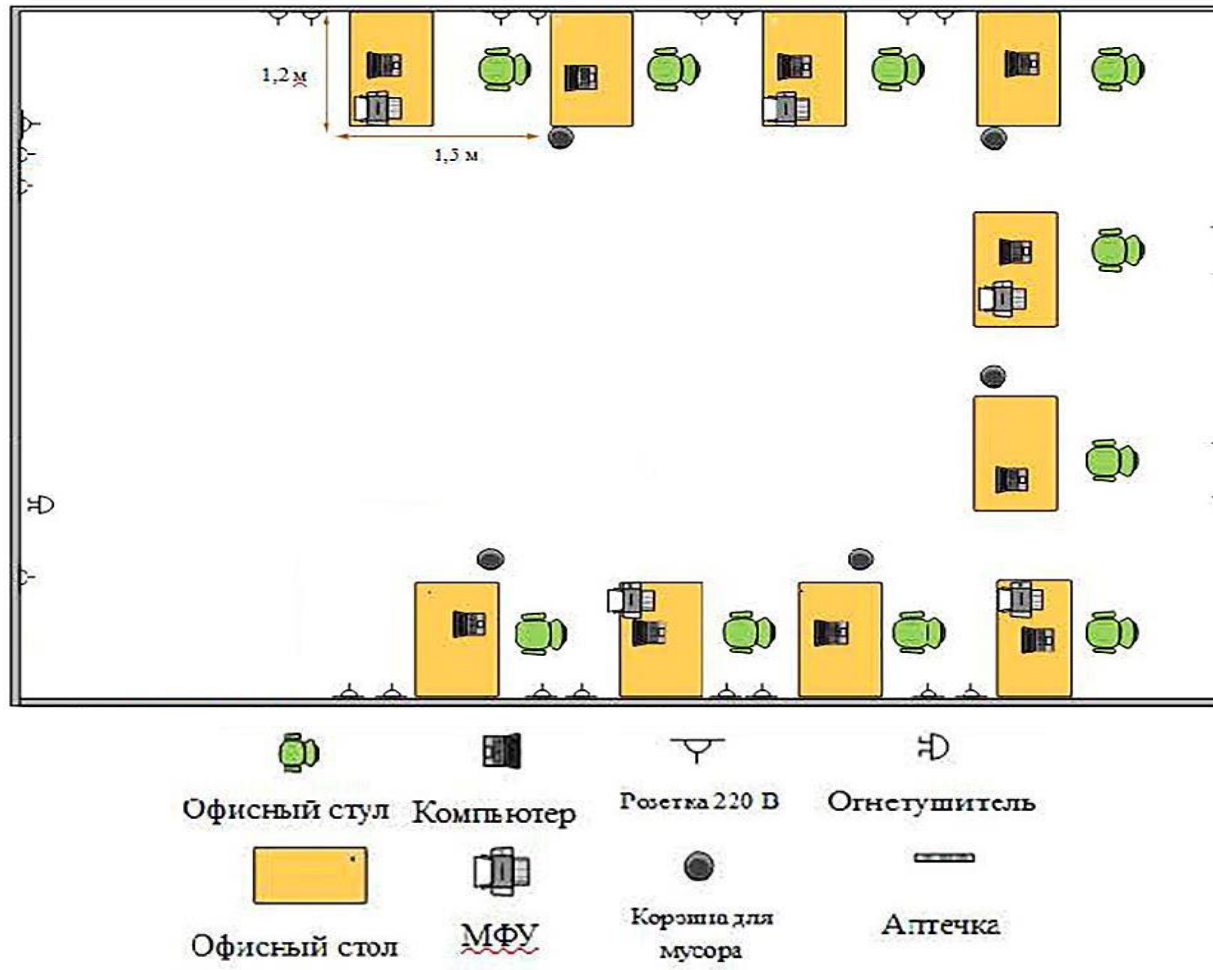 1,2 м
1,5 м
Офисный стул
Компьютер
Розетка 220 В
Огнетушитель
Офисный стол
МФУ
Корзина для
мусора
Аптечка